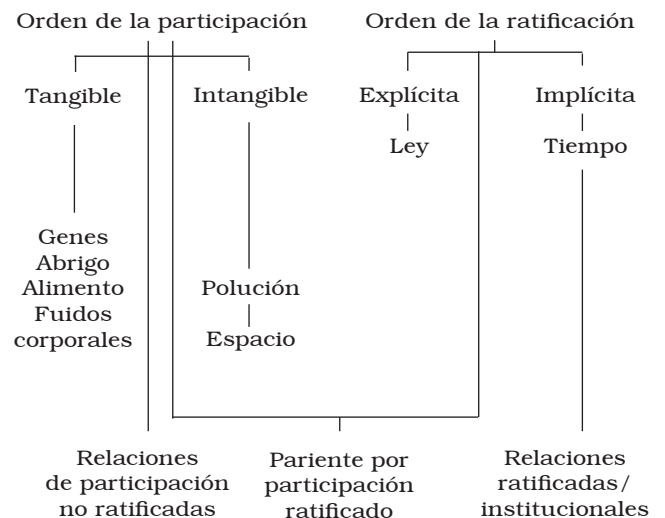 Orden de la participación Orden de la ratificación
Tangible Intangible Explícita Implícita
Ley Tiempo
Genes
Abrigo
Alimento Polución
Fuidos Espacio
corporales
Relaciones Pariente por Relaciones
de participación participación ratificadas/
no ratificadas ratificado institucionales